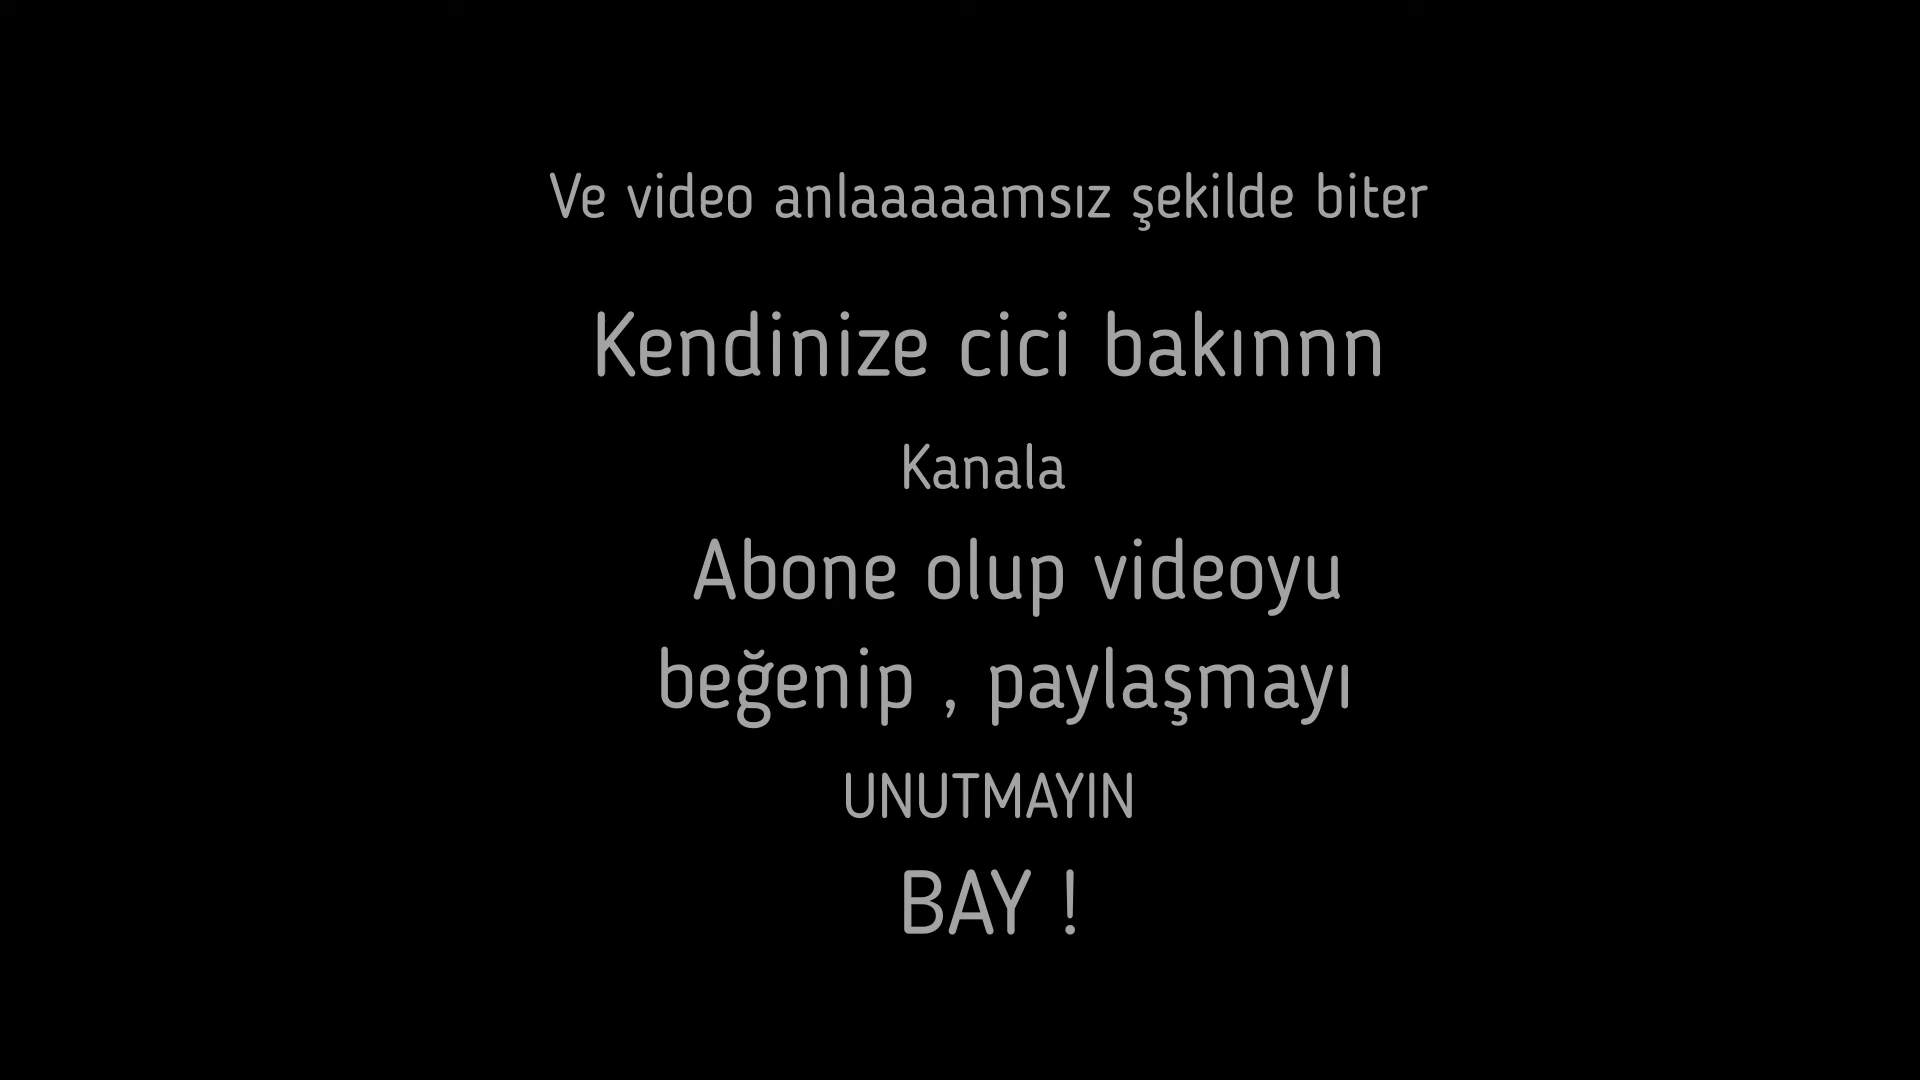 Ve video anlaaaaamsız şekilde biter
Kendinize cici bakınnn
Kanala
Abone olup videoyu
beğenip , paylaşmayı
UNUTMAYIN
BAY !